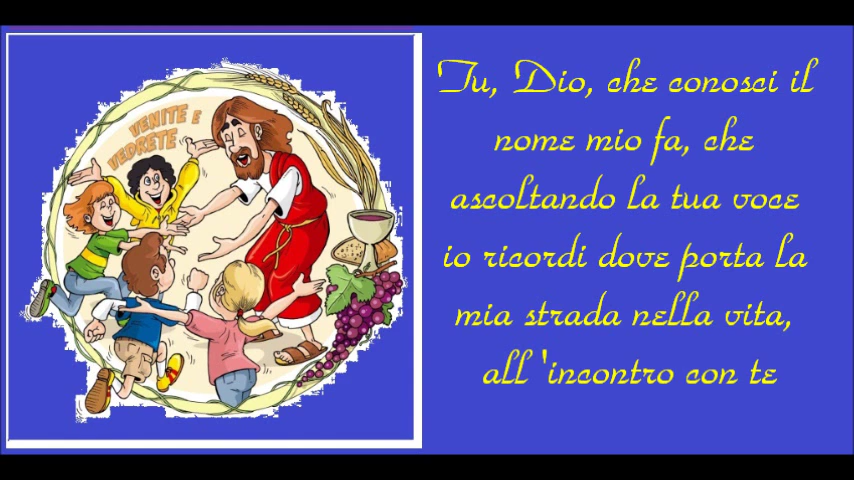 VENITE E
VEDRETE
Tu, Dio, che conosci il
nome mio fa, che
ascoltando la tua voce
io ricordi dove porta la
mia strada nella vita,
all 'incontro con te